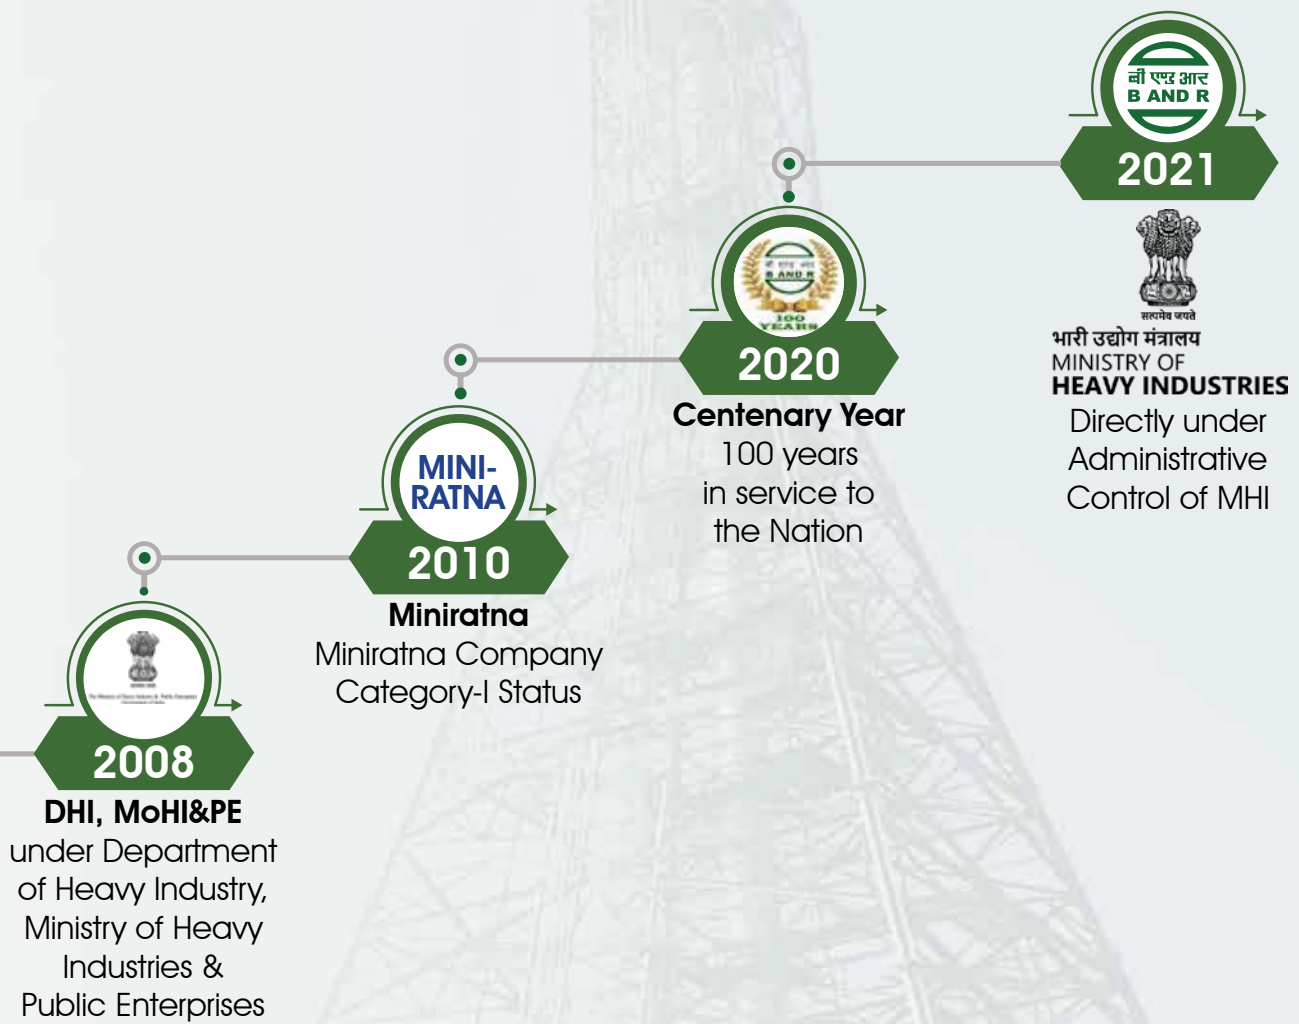 बी एण्ड आर
B AND R
2021
सत्यमेव जयते
भारी उद्योग मंत्रालय
MINISTRY OF
HEAVY INDUSTRIES
Directly under
Administrative
Control of MHI
बी एण्ड आर
B AND R
100
YEARS
2020
Centenary Year
100 years
in service to
the Nation
MINI-
RATNA
2010
Miniratna
Miniratna Company
Category-I Status
2008
DHI, MoHI&PE
under Department
of Heavy Industry,
Ministry of Heavy
Industries &
Public Enterprises